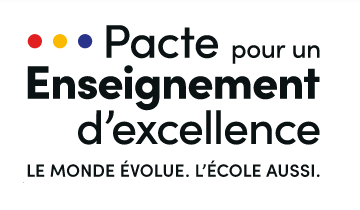 Pacte pour un
Enseignement
d'excellence
LE MONDE ÉVOLUE. L'ÉCOLE AUSSI.